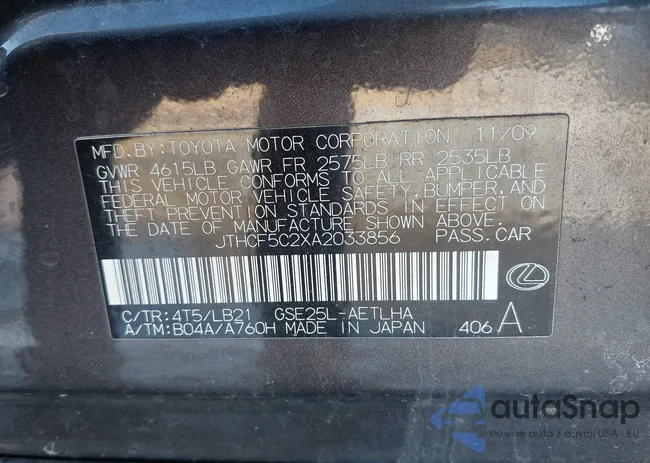 MFD.BY:TOYOTA MOTOR CORPORATION 11/09
GVWR 4615LB GAWR FR 2575LB RR 2535LB
THIS VEHICLE CONFORMS TO ALL APPLICABLE
FEDERAL MOTOR VEHICLE SAFETY,BUMPER,AND
THEFT PREVENTION STANDARDS IN EFFECT ON
THE DATE OF MANUFACTURE SHOWN ABOVE.
JTHCF5C2XA2033856 PASS.CAR
C/TR:4T5/LB21 GSE25L-AETLHA
A/TM:B04A/A760H MADE IN JAPAN 406 A
autaSnap
Pewne auto z aukcji USA i EU